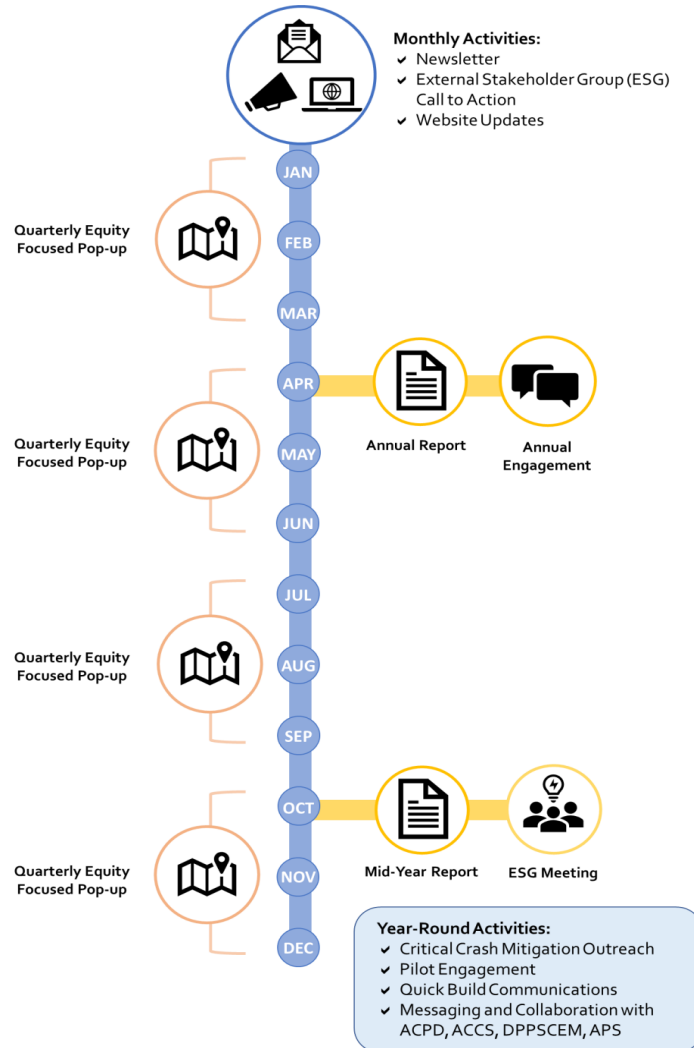 Monthly Activities:
✓ Newsletter
✓ External Stakeholder Group (ESG)
Call to Action
✓ Website Updates
JAN
Quarterly Equity
Focused Pop-up
FEB
MAR
APR
Annual Report
Annual
Engagement
Quarterly Equity
Focused Pop-up
MAY
JUN
JUL
Quarterly Equity
Focused Pop-up
AUG
SEP
OCT
Mid-Year Report
ESG Meeting
Quarterly Equity
Focused Pop-up
NOV
DEC
Year-Round Activities:
✓ Critical Crash Mitigation Outreach
✓ Pilot Engagement
✓ Quick Build Communications
✓ Messaging and Collaboration with
ACPD, ACCS, DPPSCEM, APS